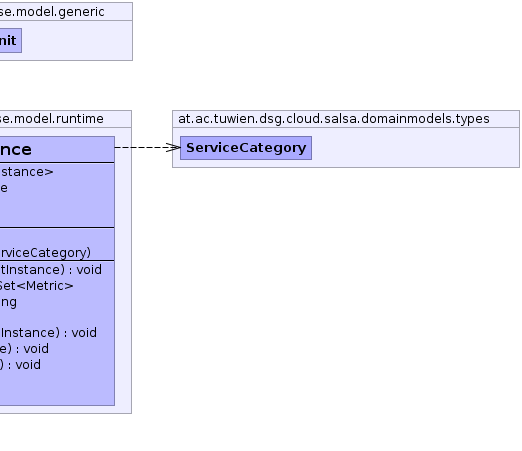 se.model.generic
nit
se.model.runtime
at.ac.tuwien.dsg.cloud.salsa.domainmodels.types
nce
ServiceCategory
stance>
e
rviceCategory)
tInstance) : void
Set<Metric>
ng
Instance) : void
e) : void
) : void